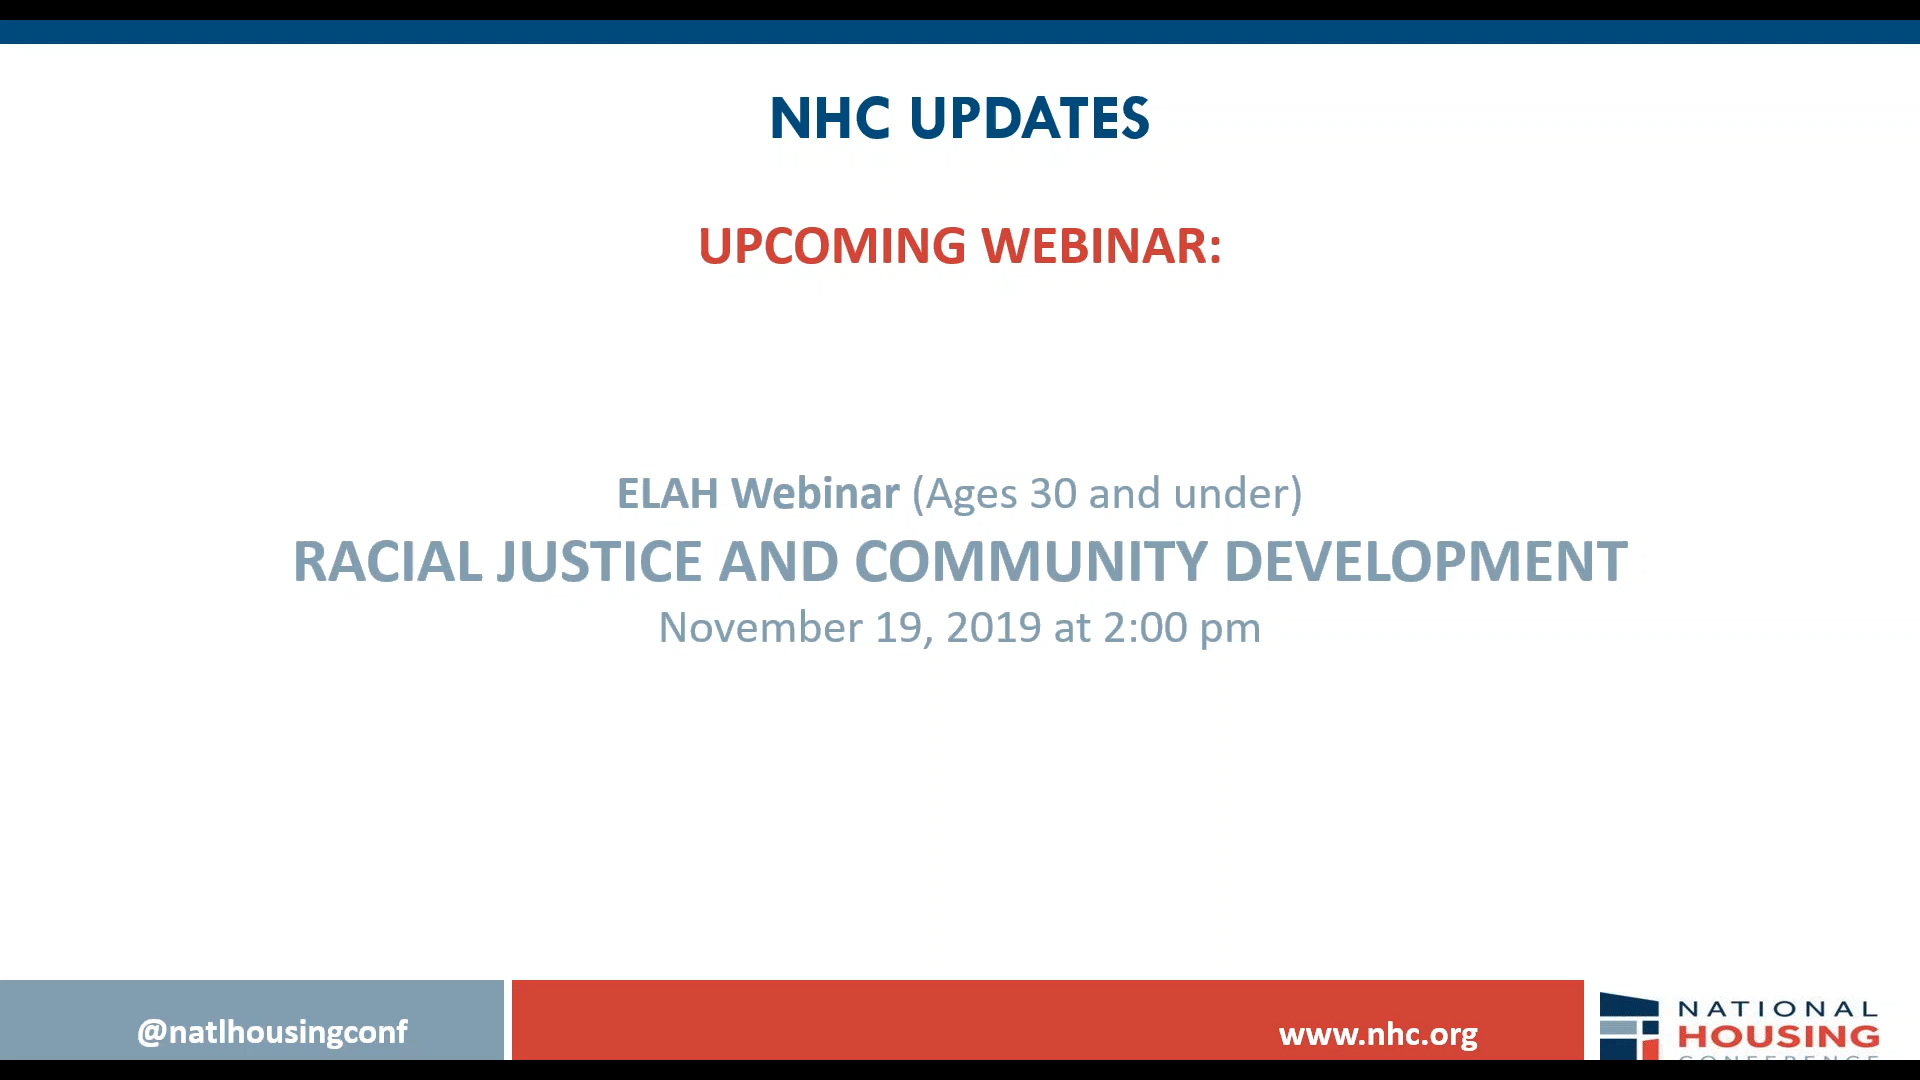 NHC UPDATES
UPCOMING WEBINAR:
ELAH Webinar (Ages 30 and under)
RACIAL JUSTICE AND COMMUNITY DEVELOPMENT
November 19, 2019 at 2:00 pm
@natlhousingconf
www.nhc.org
NATIONAL
HOUSING
CONFERENCE